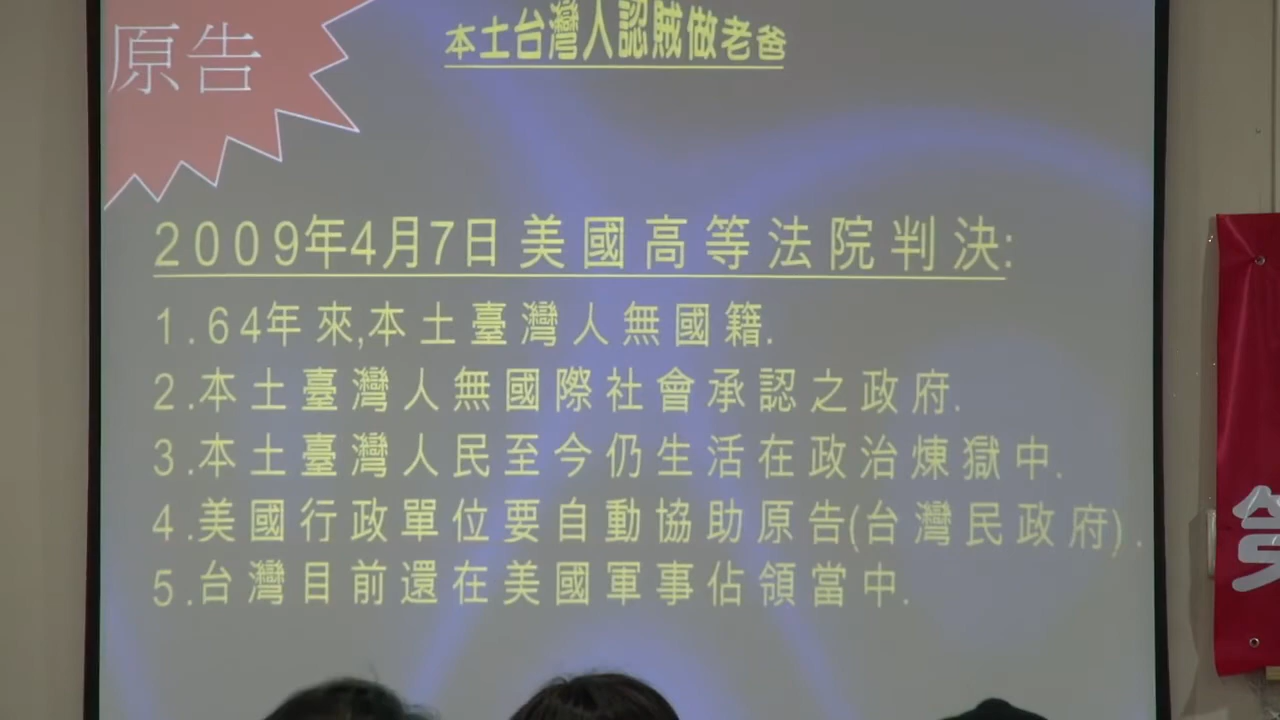 原告
本土台灣人認賊做老爸
2009年4月7日美國高等法院判決:
1.64年來,本土臺灣人無國籍.
2.本土臺灣人無國際社會承認之政府.
3.本土臺灣人民至今仍生活在政治煉獄中.
4.美國行政單位要自動協助原告(台灣民政府).
5.台灣目前還在美國軍事佔領當中.
第